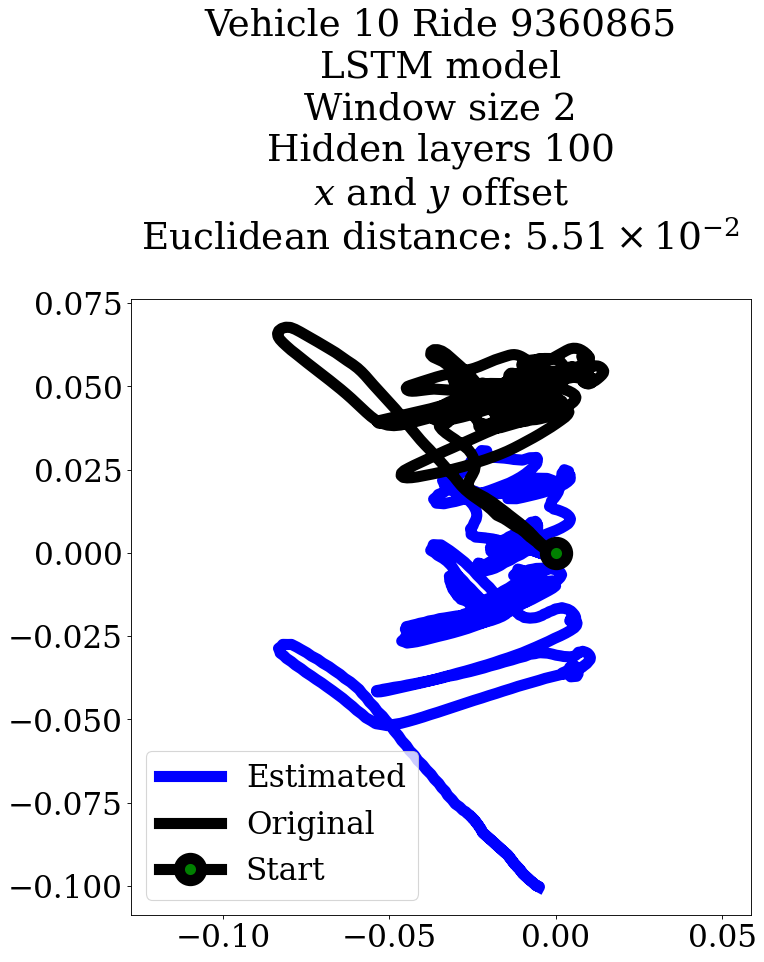 Vehicle 10 Ride 9360865
LSTM model
Window size 2
Hidden layers 100
x and y offset
Euclidean distance: 5.51 × 10⁻²
0.075
0.050
0.025
0.000
−0.025
−0.050
−0.075
−0.100
Estimated
Original
Start
−0.10
−0.05
0.00
0.05